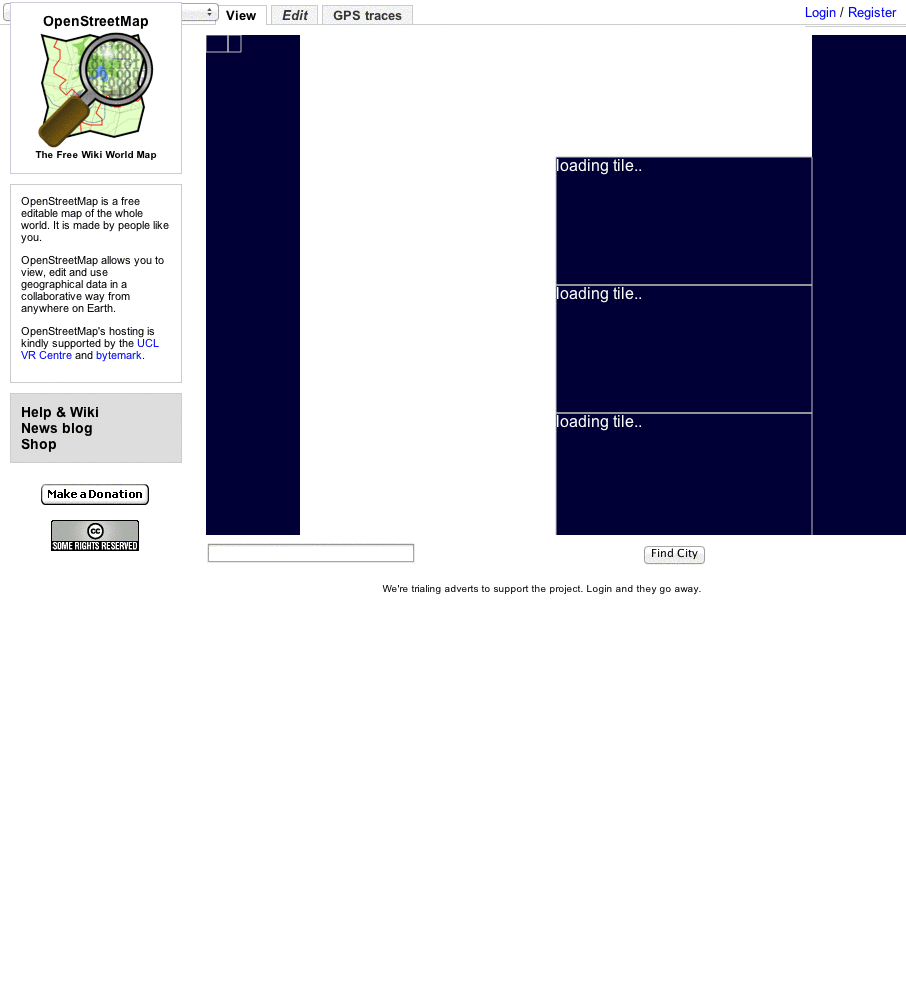 View
Edit
GPS traces
Login / Register
OpenStreetMap
The Free Wiki World Map
OpenStreetMap is a free
editable map of the whole
world. It is made by people like
you.
OpenStreetMap allows you to
view, edit and use
geographical data in a
collaborative way from
anywhere on Earth.
OpenStreetMap's hosting is
kindly supported by the UCL
VR Centre and bytemark.
Help & Wiki
News blog
Shop
Make a Donation
cc
SOME RIGHTS RESERVED
loading tile..
loading tile..
loading tile..
Find City
We're trialing adverts to support the project. Login and they go away.